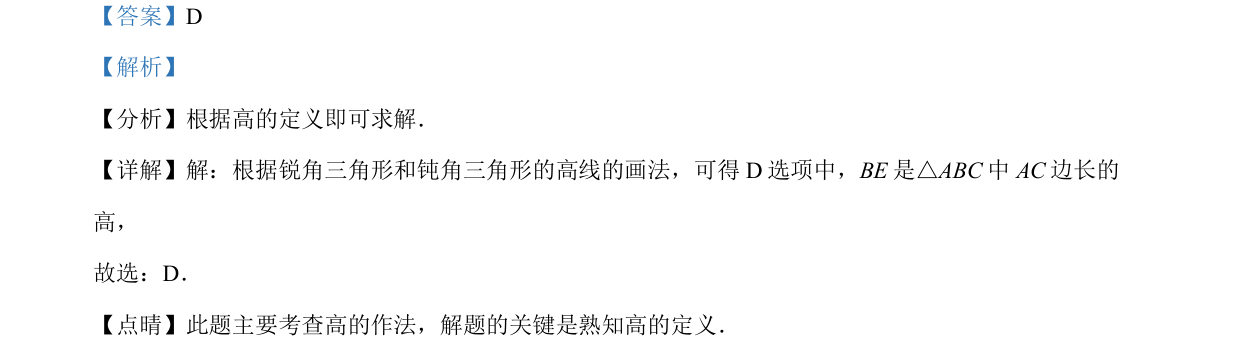 【答案】D
【解析】
【分析】根据高的定义即可求解．
【详解】解：根据锐角三角形和钝角三角形的高线的画法，可得 D 选项中，BE 是△ABC 中 AC 边长的
高，
故选：D．
【点晴】此题主要考查高的作法，解题的关键是熟知高的定义．